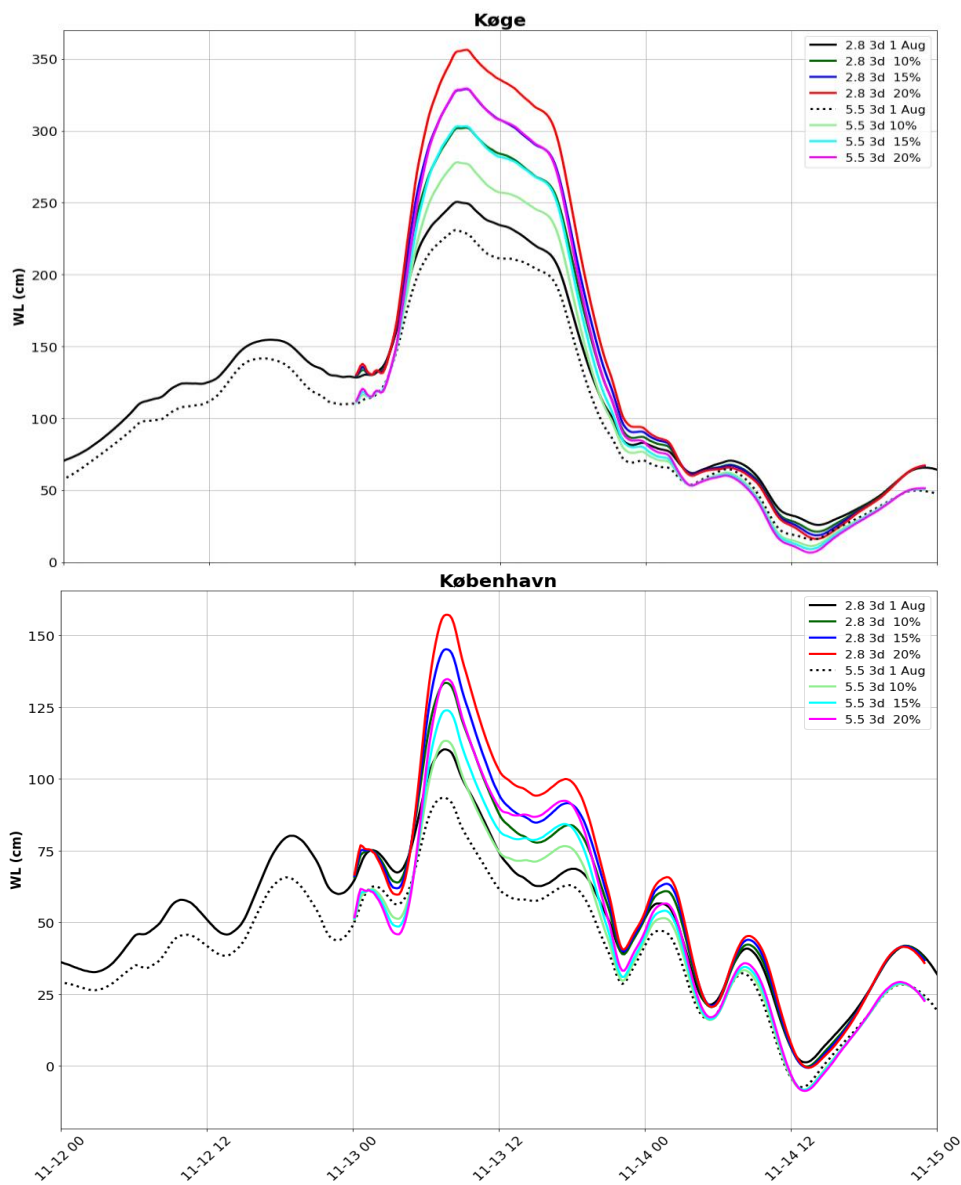 Køge
350
300
250
200
150
100
50
0
WL (cm)
2.8 3d 1 Aug
2.8 3d 10%
2.8 3d 15%
2.8 3d 20%
5.5 3d 1 Aug
5.5 3d 10%
5.5 3d 15%
5.5 3d 20%
København
150
125
100
75
50
25
0
WL (cm)
2.8 3d 1 Aug
2.8 3d 10%
2.8 3d 15%
2.8 3d 20%
5.5 3d 1 Aug
5.5 3d 10%
5.5 3d 15%
5.5 3d 20%
11-12 00
11-12 12
11-13 00
11-13 12
11-14 00
11-14 12
11-15 00